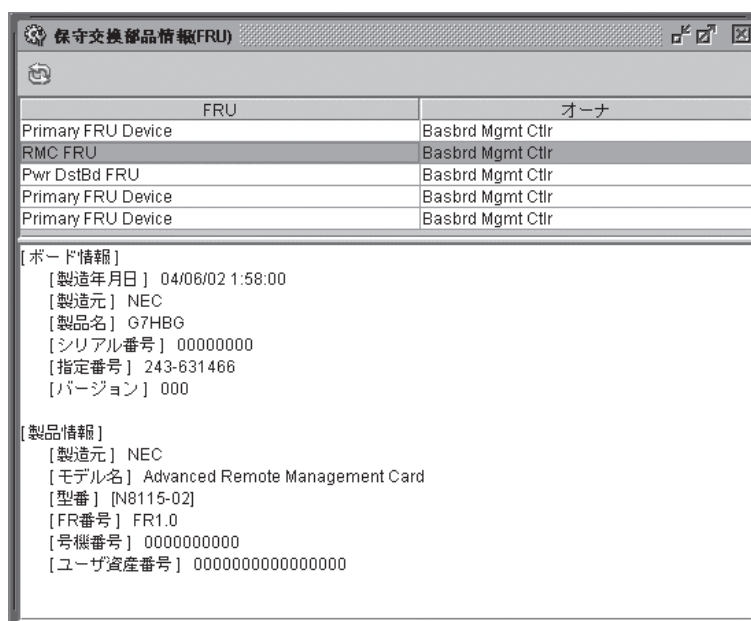 保守交換部品情報(FRU)
FRU オーナ
Primary FRU Device Basbrd Mgmt Ctlr
RMC FRU Basbrd Mgmt Ctlr
Pwr DstBd FRU Basbrd Mgmt Ctlr
Primary FRU Device Basbrd Mgmt Ctlr
Primary FRU Device Basbrd Mgmt Ctlr
[ボード情報]
[製造年月日] 04/06/02 1:58:00
[製造元] NEC
[製品名] G7HBG
[シリアル番号] 00000000
[指定番号] 243-631466
[バージョン] 000
[製品情報]
[製造元] NEC
[モデル名] Advanced Remote Management Card
[型番] [N8115-02]
[FR番号] FR1.0
[号機番号] 0000000000
[ユーザ資産番号] 0000000000000000